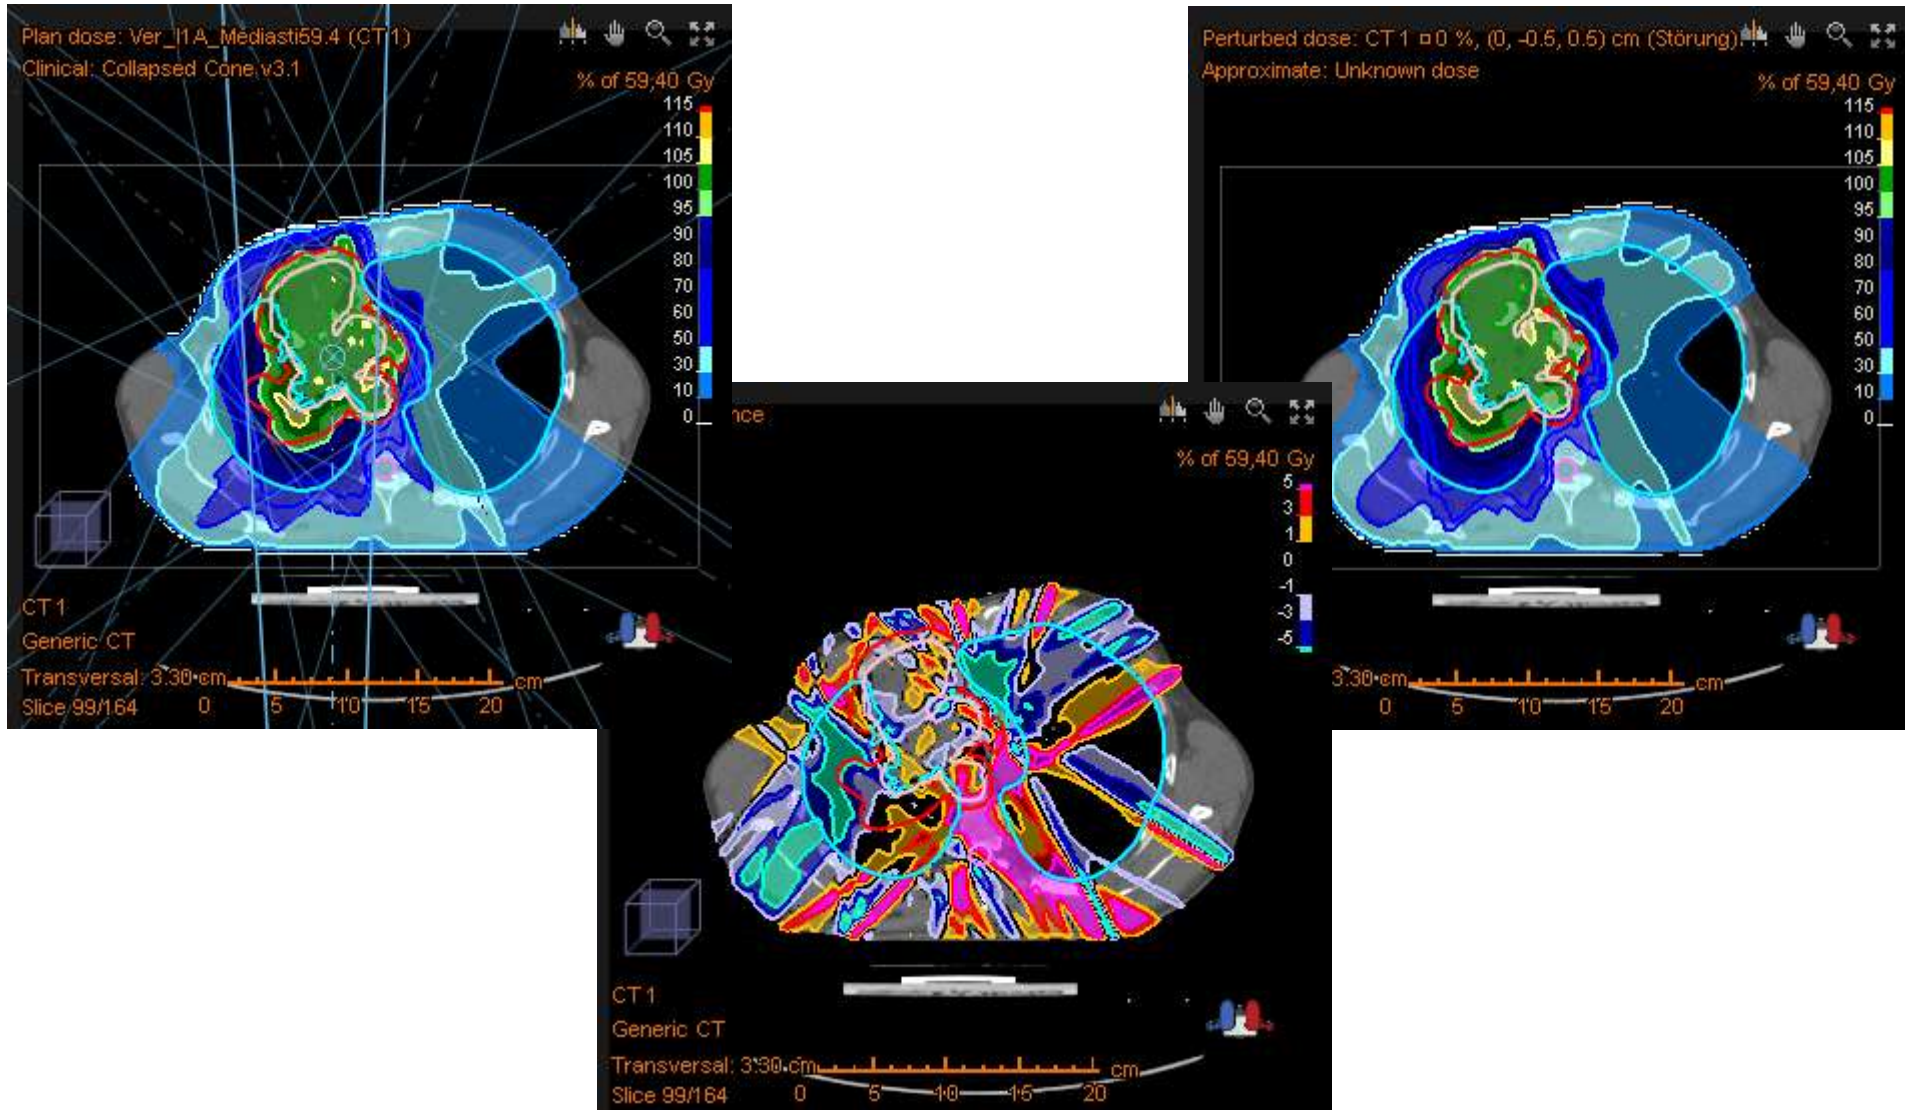 Plan dose: Ver_I1A_Mediasti59.4 (CT 1)
Clinical: Collapsed Cone v3.1
% of 59,40 Gy
115
110
105
100
95
90
80
70
60
50
30
10
0
CT 1
Generic CT
Transversal: 3.30 cm
Slice 99/164
0 5 10 15 20
cm
Perturbed dose: CT 1 ¤ 0 %, (0, -0.5, 0.5) cm (Störung).
Approximate: Unknown dose
% of 59,40 Gy
115
110
105
100
95
90
80
70
60
50
30
10
0
3.30 cm
0 5 10 15 20
cm
nce
% of 59,40 Gy
5
3
1
0
-1
-3
-5
CT 1
Generic CT
Transversal: 3.30 cm
Slice 99/164
0 5 10 15 20
cm